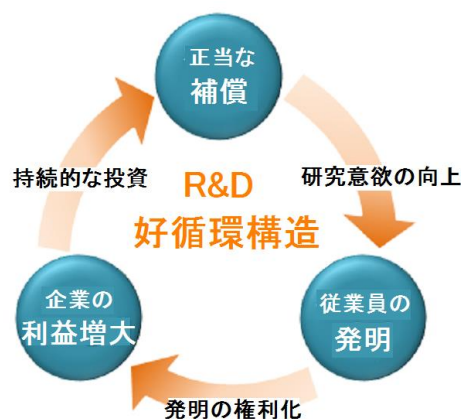 正当な
補償
持続的な投資
R&D
好循環構造
研究意欲の向上
企業の
利益増大
従業員の
発明
発明の権利化